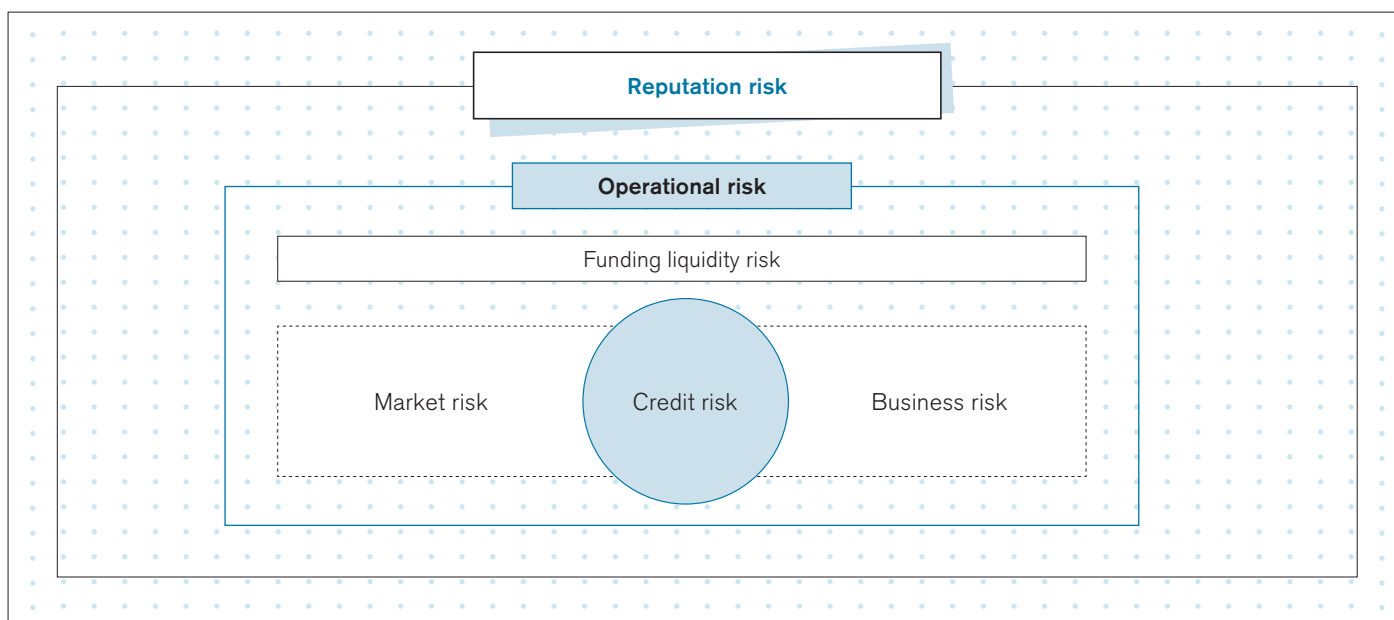 Reputation risk
Operational risk
Funding liquidity risk
Market risk
Credit risk
Business risk